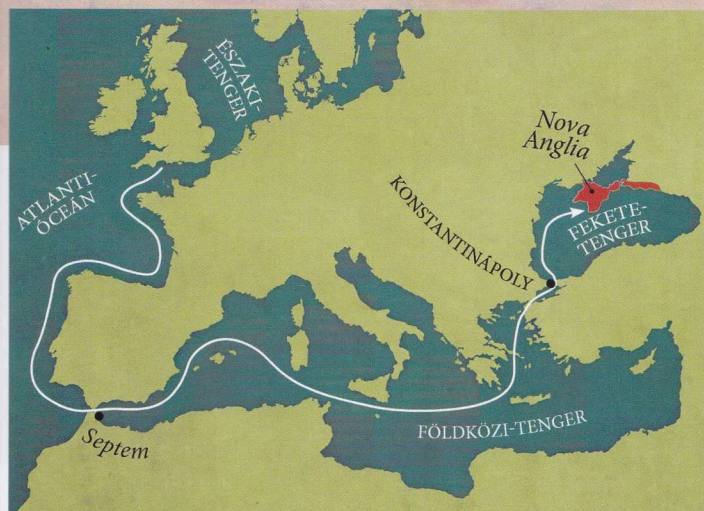 ÉSZAKI-
TENGER
Nova
Anglia
ATLANTI-
ÓCEÁN
KONSTANTINÁPOLY
FEKETE-
TENGER
Septem
FÖLDKÖZI-TENGER